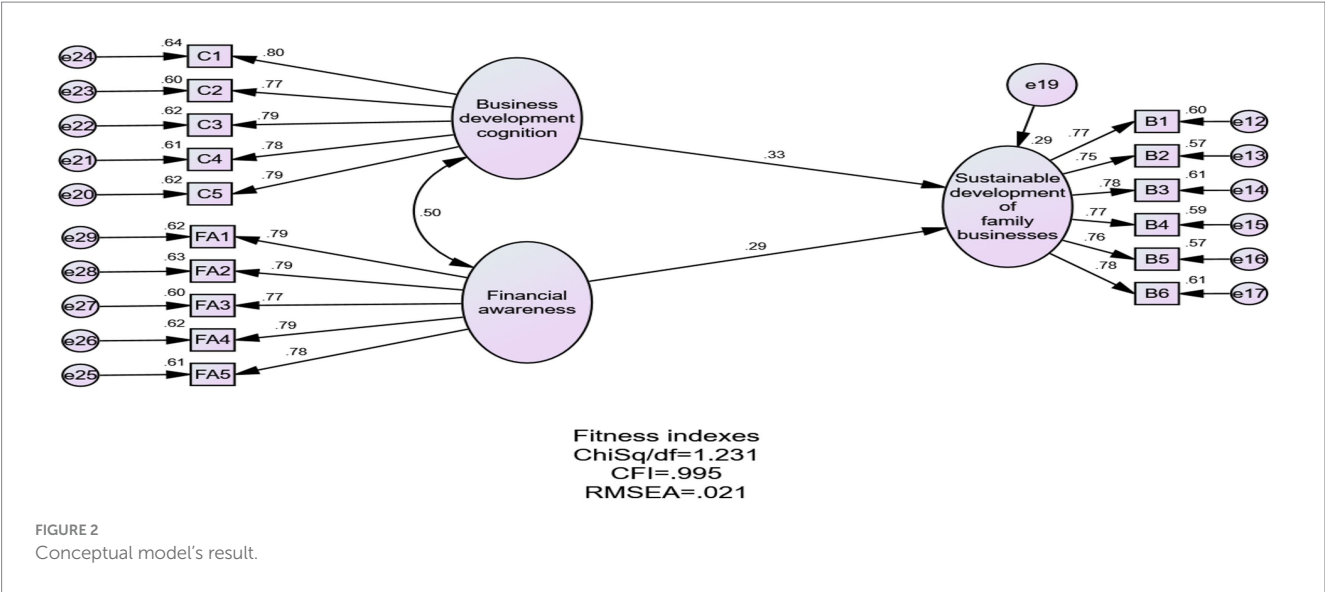 e24 .64 C1 .80
e23 .60 C2 .77
e22 .62 C3 .79
e21 .61 C4 .78
e20 .62 C5 .79
e29 .62 FA1 .79
e28 .63 FA2 .79
e27 .60 FA3 .77
e26 .62 FA4 .79
e25 .61 FA5 .78
Business
development
cognition
.50
Financial
awareness
.33
.29
e19
.29
Sustainable
development
of
family
businesses
.77 B1 .60 e12
.75 B2 .57 e13
.78 B3 .61 e14
.77 B4 .59 e15
.76 B5 .57 e16
.78 B6 .61 e17
Fitness indexes
ChiSq/df=1.231
CFI=.995
RMSEA=.021
FIGURE 2
Conceptual model's result.